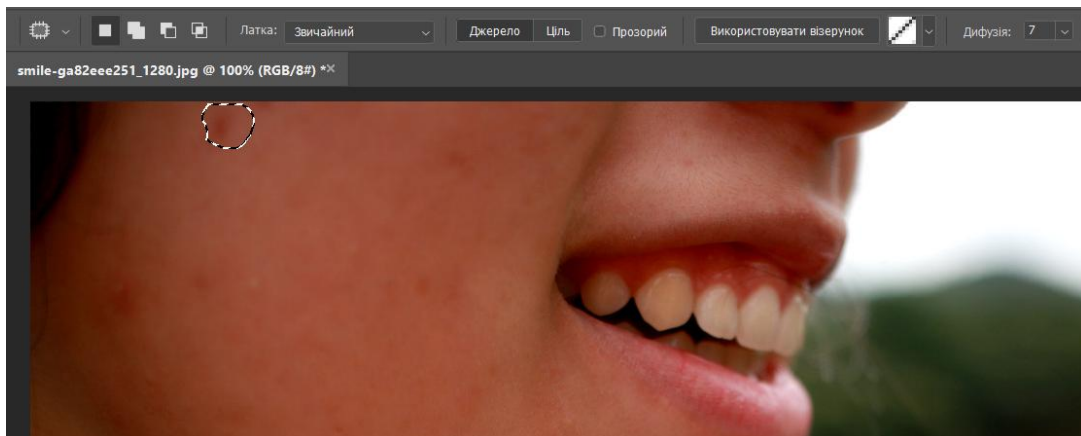 Латка: Звичайний Джерело Ціль Прозорий Використовувати візерунок Дифузія: 7
smile-ga82eee251_1280.jpg @ 100% (RGB/8#) *